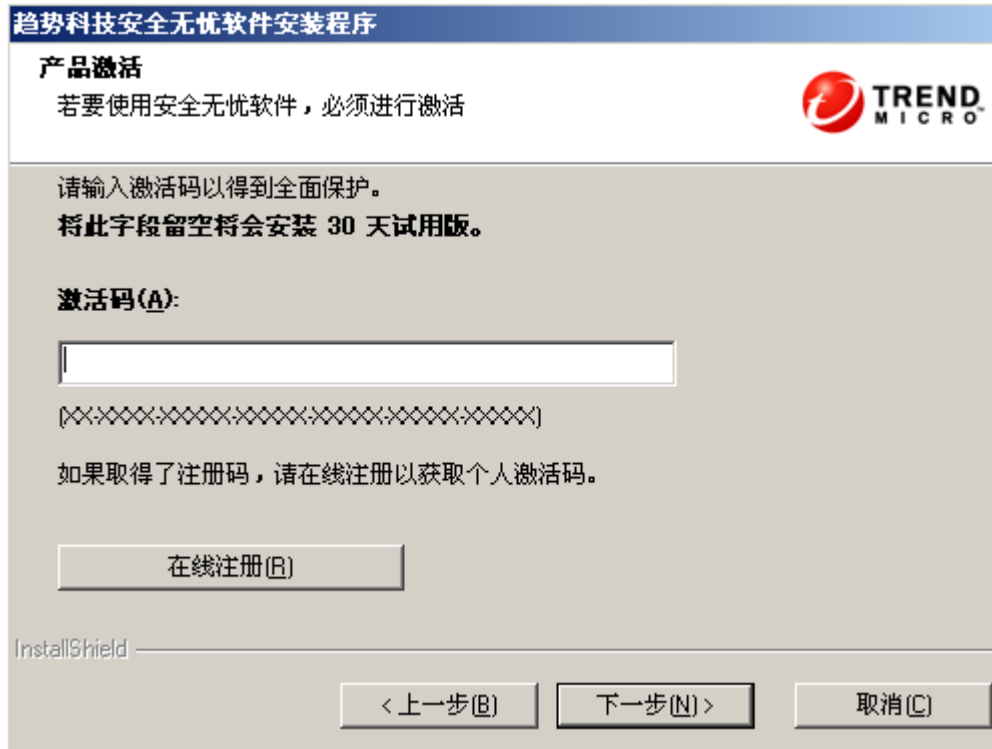 趋势科技安全无忧软件安装程序
产品激活
若要使用安全无忧软件，必须进行激活
TREND
MICRO
请输入激活码以得到全面保护。
将此字段留空将会安装 30 天试用版。
激活码(A):
(XX-XXXX-XXXXX-XXXXX-XXXXX-XXXXX-XXXXX)
如果取得了注册码，请在线注册以获取个人激活码。
在线注册(R)
InstallShield
< 上一步(B) 下一步(N) > 取消(C)